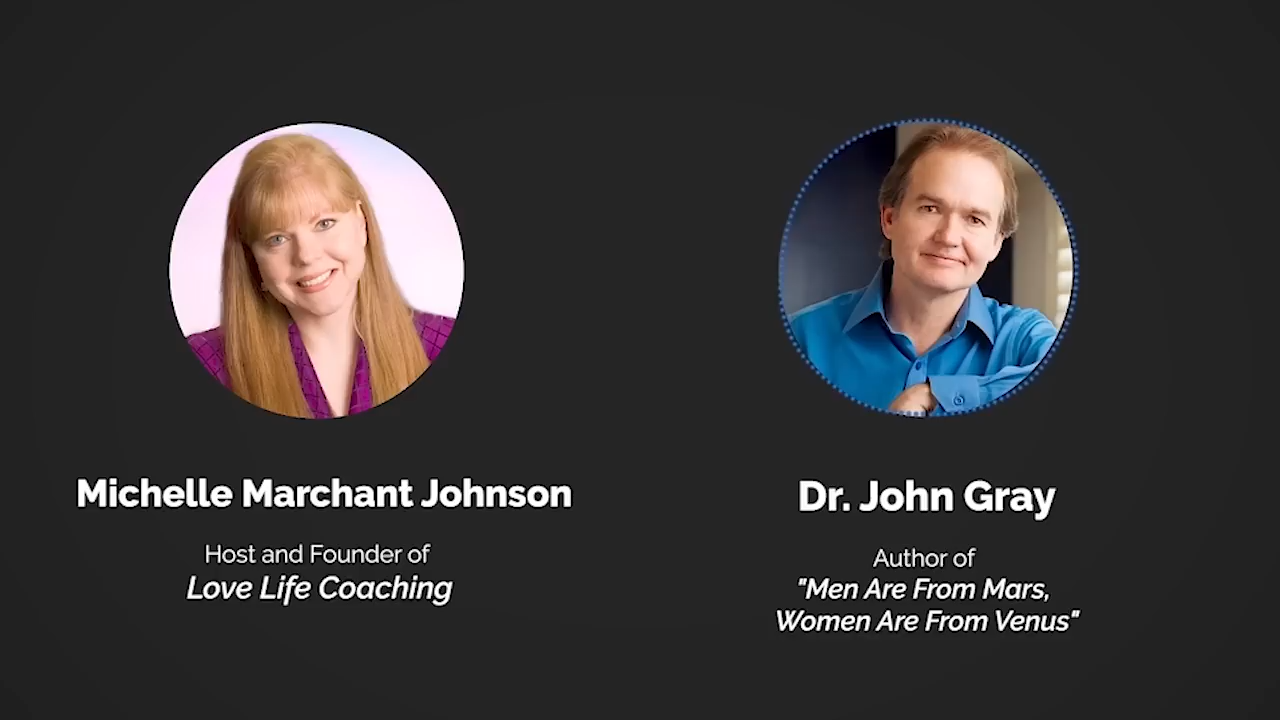 Michelle Marchant Johnson
Host and Founder of
Love Life Coaching
Dr. John Gray
Author of
"Men Are From Mars,
Women Are From Venus"